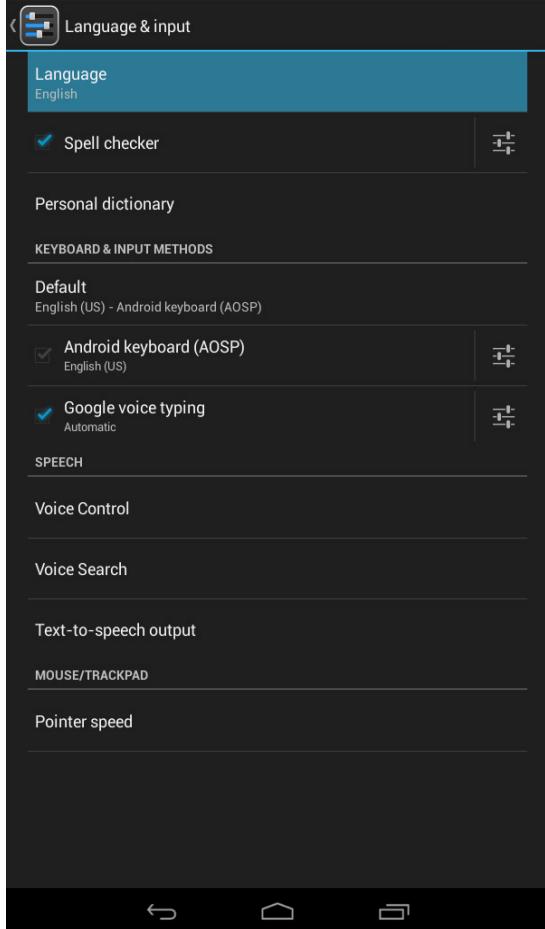 Language & input
Language
English
Spell checker
Personal dictionary
KEYBOARD & INPUT METHODS
Default
English (US) - Android keyboard (AOSP)
Android keyboard (AOSP)
English (US)
Google voice typing
Automatic
SPEECH
Voice Control
Voice Search
Text-to-speech output
MOUSE/TRACKPAD
Pointer speed